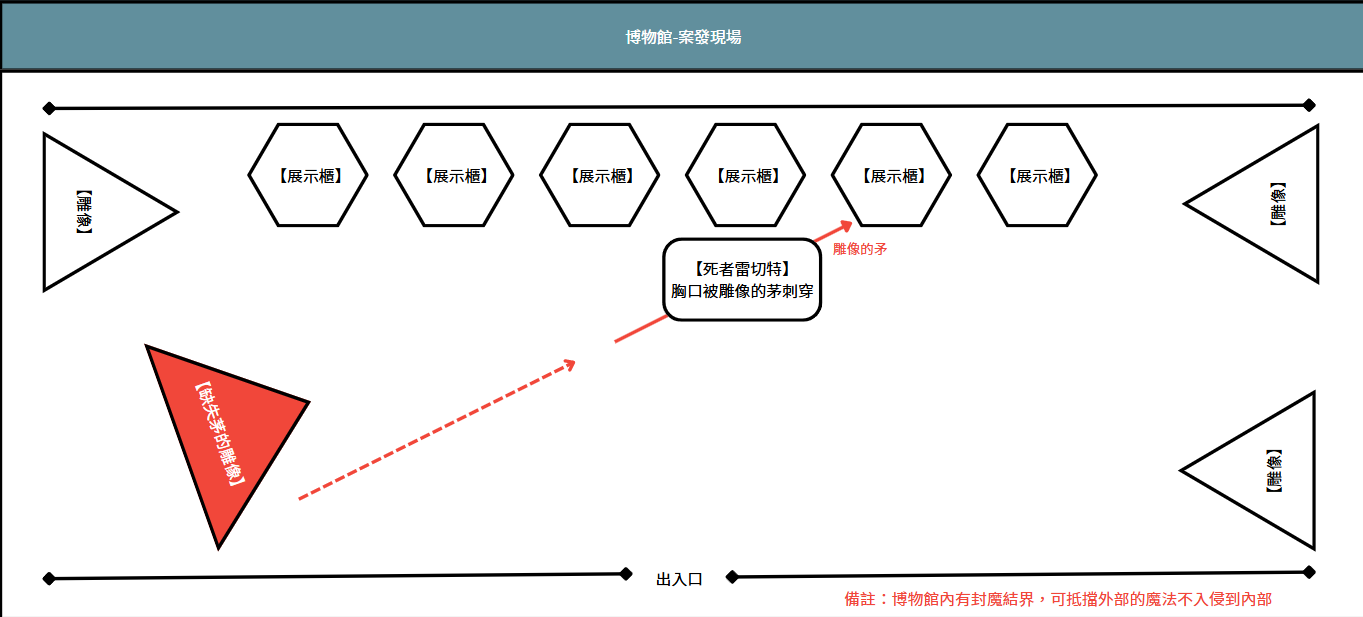 博物館-案發現場
【展示櫃】
【展示櫃】
【展示櫃】
【展示櫃】
【展示櫃】
【展示櫃】
【雕像】
【雕像】
雕像的矛
【死者雷切特】
胸口被雕像的茅刺穿
【缺失茅的雕像】
【雕像】
出入口
備註：博物館內有封魔結界，可抵擋外部的魔法不入侵到內部